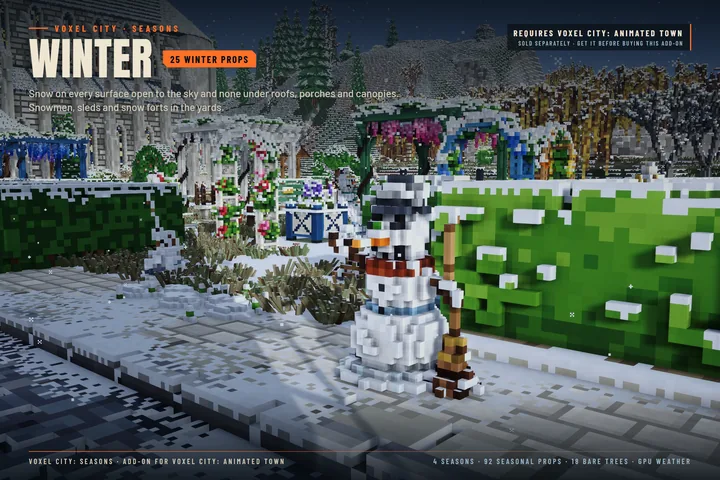 VOXEL CITY · SEASONS
WINTER
25 WINTER PROPS
Snow on every surface open to the sky and none under roofs, porches and canopies.
Snowmen, sleds and snow forts in the yards.
REQUIRES VOXEL CITY: ANIMATED TOWN
SOLD SEPARATELY · GET IT BEFORE BUYING THIS ADD-ON
VOXEL CITY: SEASONS · ADD-ON FOR VOXEL CITY: ANIMATED TOWN
4 SEASONS · 92 SEASONAL PROPS · 18 BARE TREES · GPU WEATHER